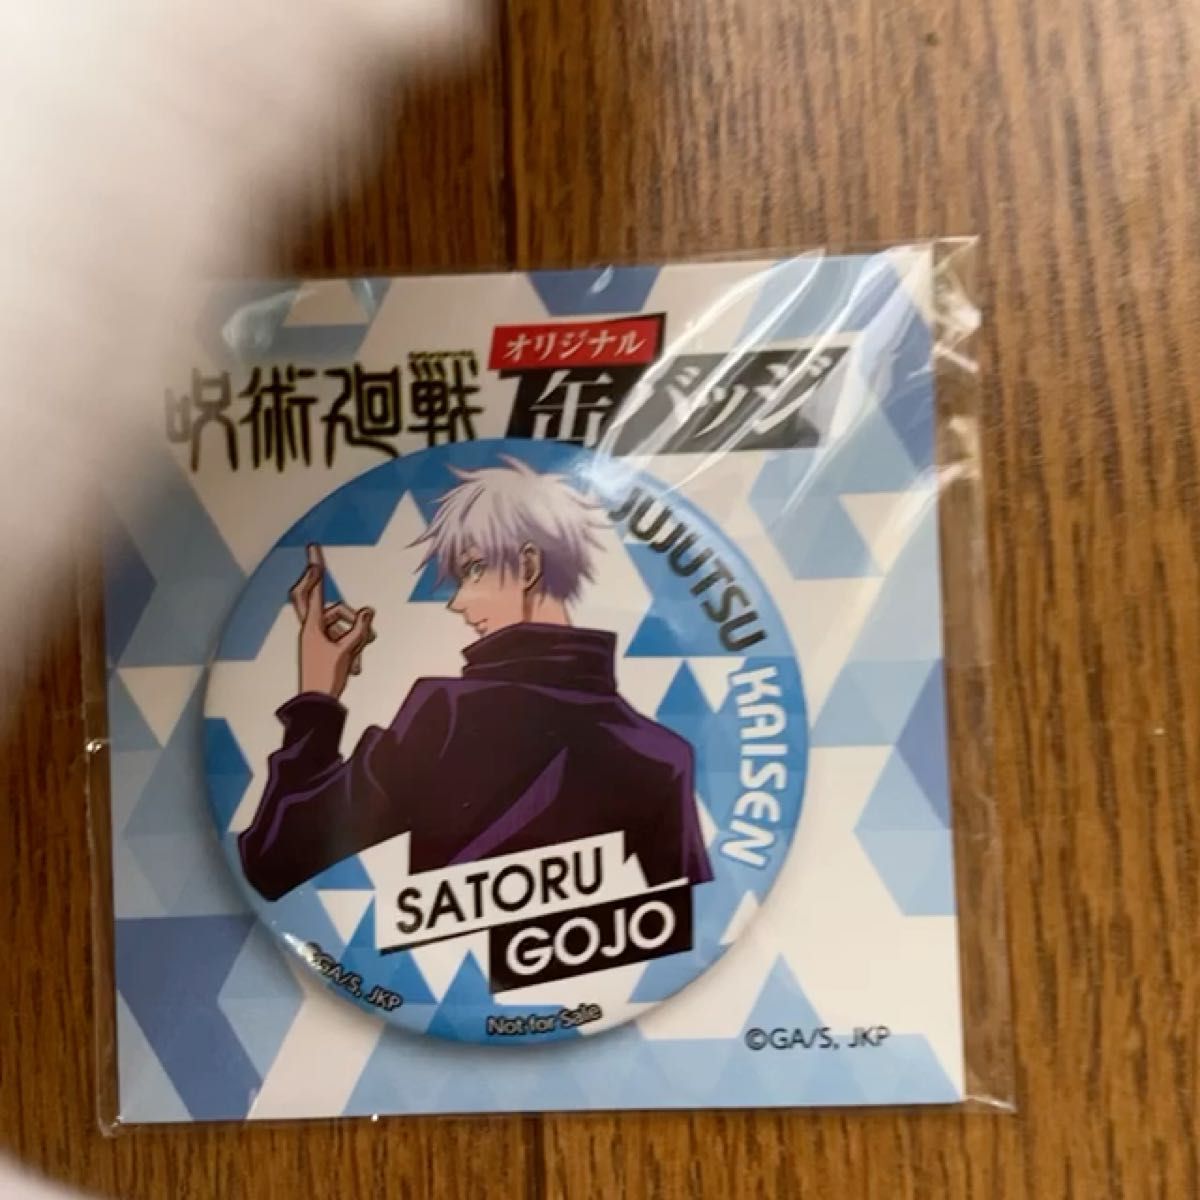 オリジナル
呪術廻戦 缶バッジ
JUJUTSU KAISEN
SATORU
GOJO
©GA/S, JKP
Not for Sale
©GA/S, JKP